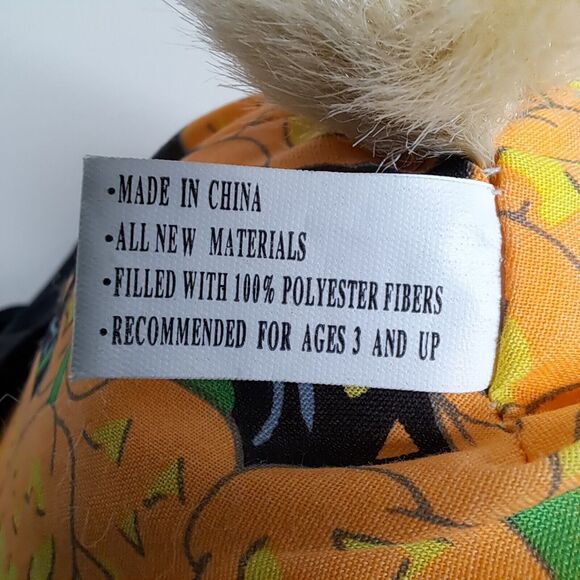 •MADE IN CHINA
•ALL NEW MATERIALS
•FILLED WITH 100% POLYESTER FIBERS
•RECOMMENDED FOR AGES 3 AND UP